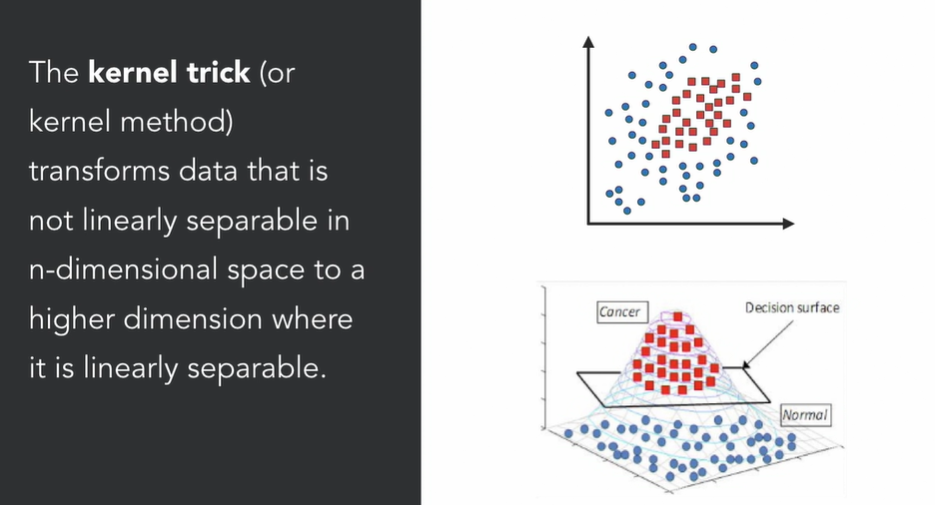 The kernel trick (or
kernel method)
transforms data that is
not linearly separable in
n-dimensional space to a
higher dimension where
it is linearly separable.
Cancer
Decision surface
Normal